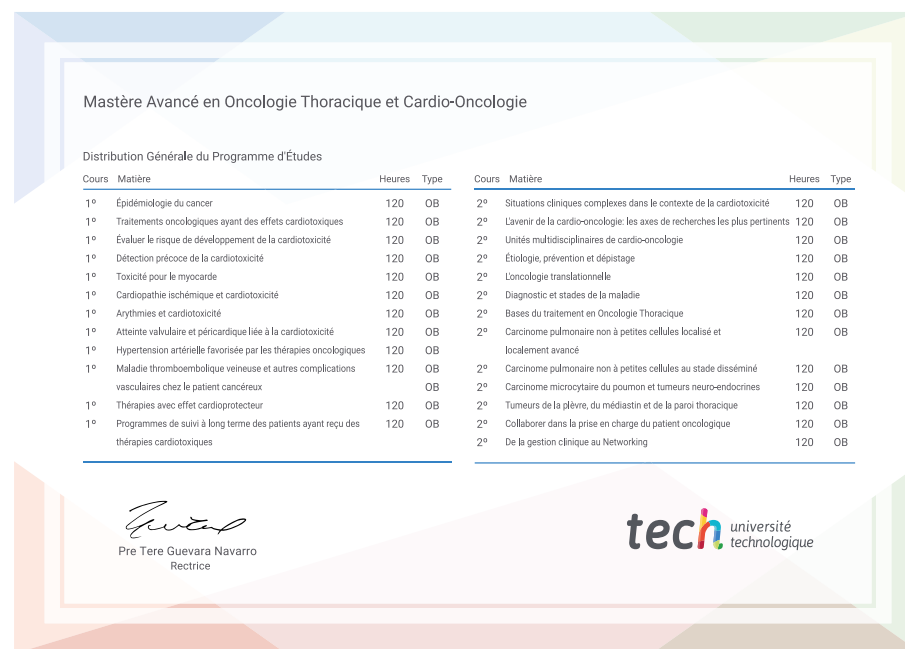 Mastère Avancé en Oncologie Thoracique et Cardio-Oncologie
Distribution Générale du Programme d'Études
Cours Matière Heures Type
1º Épidémiologie du cancer 120 OB
1º Traitements oncologiques ayant des effets cardiotoxiques 120 OB
1º Évaluer le risque de développement de la cardiotoxicité 120 OB
1º Détection précoce de la cardiotoxicité 120 OB
1º Toxicité pour le myocarde 120 OB
1º Cardiopathie ischémique et cardiotoxicité 120 OB
1º Arythmies et cardiotoxicité 120 OB
1º Atteinte valvulaire et péricardique liée à la cardiotoxicité 120 OB
1º Hypertension artérielle favorisée par les thérapies oncologiques 120 OB
1º Maladie thromboembolique veineuse et autres complications 120 OB
vasculaires chez le patient cancéreux OB
1º Thérapies avec effet cardioprotecteur 120 OB
1º Programmes de suivi à long terme des patients ayant reçu des 120 OB
thérapies cardiotoxiques
Cours Matière Heures Type
2º Situations cliniques complexes dans le contexte de la cardiotoxicité 120 OB
2º L'avenir de la cardio-oncologie: les axes de recherches les plus pertinents 120 OB
2º Unités multidisciplinaires de cardio-oncologie 120 OB
2º Étiologie, prévention et dépistage 120 OB
2º L'oncologie translationnelle 120 OB
2º Diagnostic et stades de la maladie 120 OB
2º Bases du traitement en Oncologie Thoracique 120 OB
2º Carcinome pulmonaire non à petites cellules localisé et 120 OB
localement avancé
2º Carcinome pulmonaire non à petites cellules au stade disséminé 120 OB
2º Carcinome microcytaire du poumon et tumeurs neuro-endocrines 120 OB
2º Tumeurs de la plèvre, du médiastin et de la paroi thoracique 120 OB
2º Collaborer dans la prise en charge du patient oncologique 120 OB
2º De la gestion clinique au Networking 120 OB
Pre Tere Guevara Navarro
Rectrice
tech université
technologique